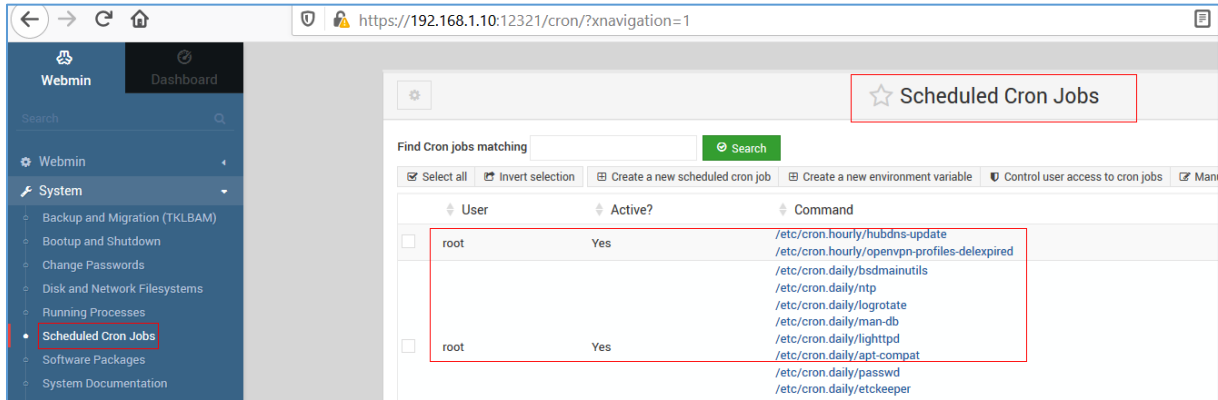 https://192.168.1.10:12321/cron/?xnavigation=1
Webmin
Dashboard
Search
Webmin
System
Backup and Migration (TKLBAM)
Bootup and Shutdown
Change Passwords
Disk and Network Filesystems
Running Processes
Scheduled Cron Jobs
Software Packages
System Documentation
Scheduled Cron Jobs
Find Cron jobs matching
Search
Select all Invert selection Create a new scheduled cron job Create a new environment variable Control user access to cron jobs Manu
User Active? Command
root Yes /etc/cron.hourly/hubdns-update
/etc/cron.hourly/openvpn-profiles-delexpired
/etc/cron.daily/bsdmainutils
/etc/cron.daily/ntp
/etc/cron.daily/logrotate
/etc/cron.daily/man-db
root Yes /etc/cron.daily/lighttpd
/etc/cron.daily/apt-compat
/etc/cron.daily/passwd
/etc/cron.daily/etckeeper